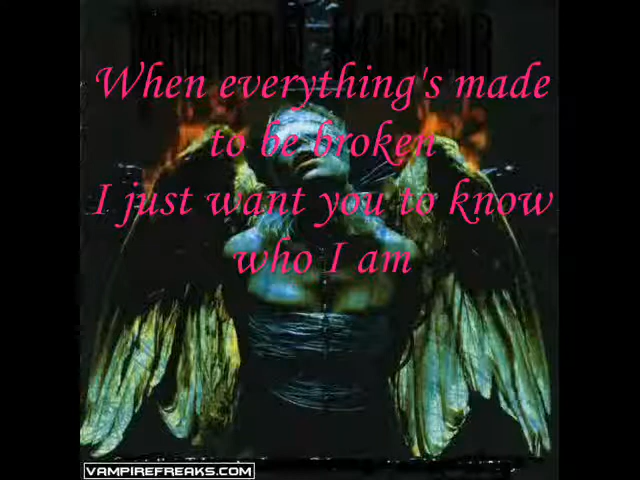 When everything's made
to be broken
I just want you to know
who I am
VAMPIREFREAKS.COM